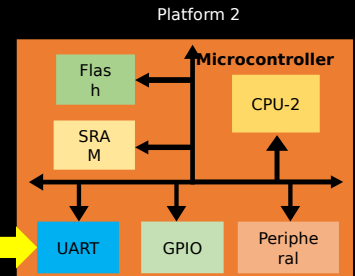 Platform 2
Microcontroller
Flas
h
CPU-2
SRA
M
UART
GPIO
Periphe
ral